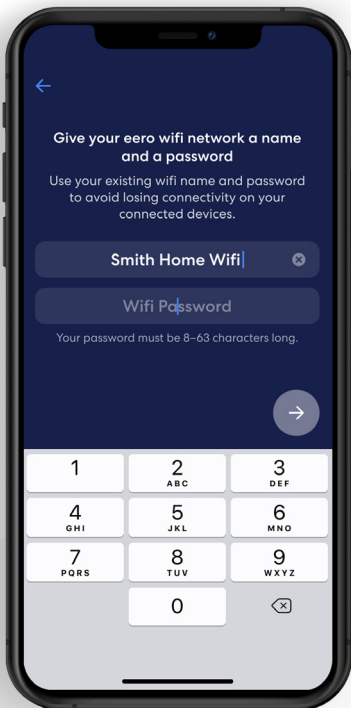 Give your eero wifi network a name
and a password
Use your existing wifi name and password
to avoid losing connectivity on your
connected devices.
Smith Home Wifi
Wifi Password
Your password must be 8–63 characters long.
1 2 3
ABC DEF
4 5 6
GHI JKL MNO
7 8 9
PQRS TUV WXYZ
0